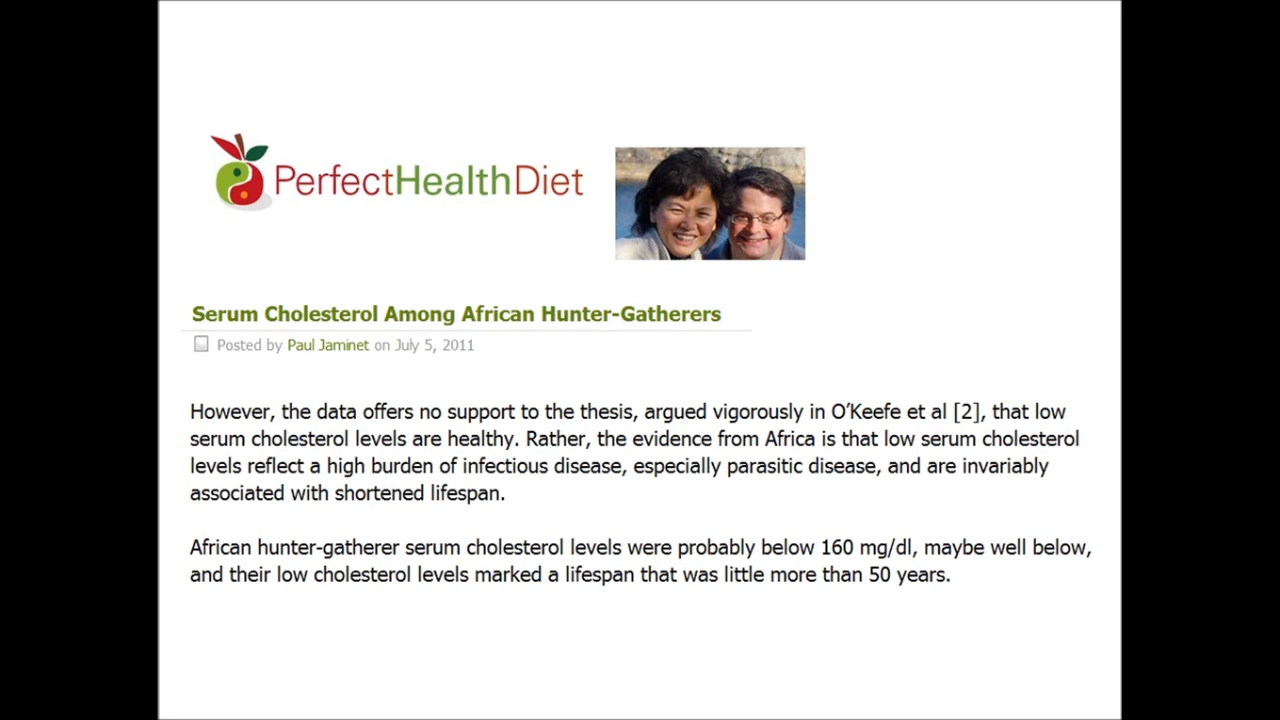 PerfectHealthDiet
Serum Cholesterol Among African Hunter-Gatherers
Posted by Paul Jaminet on July 5, 2011
However, the data offers no support to the thesis, argued vigorously in O'Keefe et al [2], that low
serum cholesterol levels are healthy. Rather, the evidence from Africa is that low serum cholesterol
levels reflect a high burden of infectious disease, especially parasitic disease, and are invariably
associated with shortened lifespan.
African hunter-gatherer serum cholesterol levels were probably below 160 mg/dl, maybe well below,
and their low cholesterol levels marked a lifespan that was little more than 50 years.